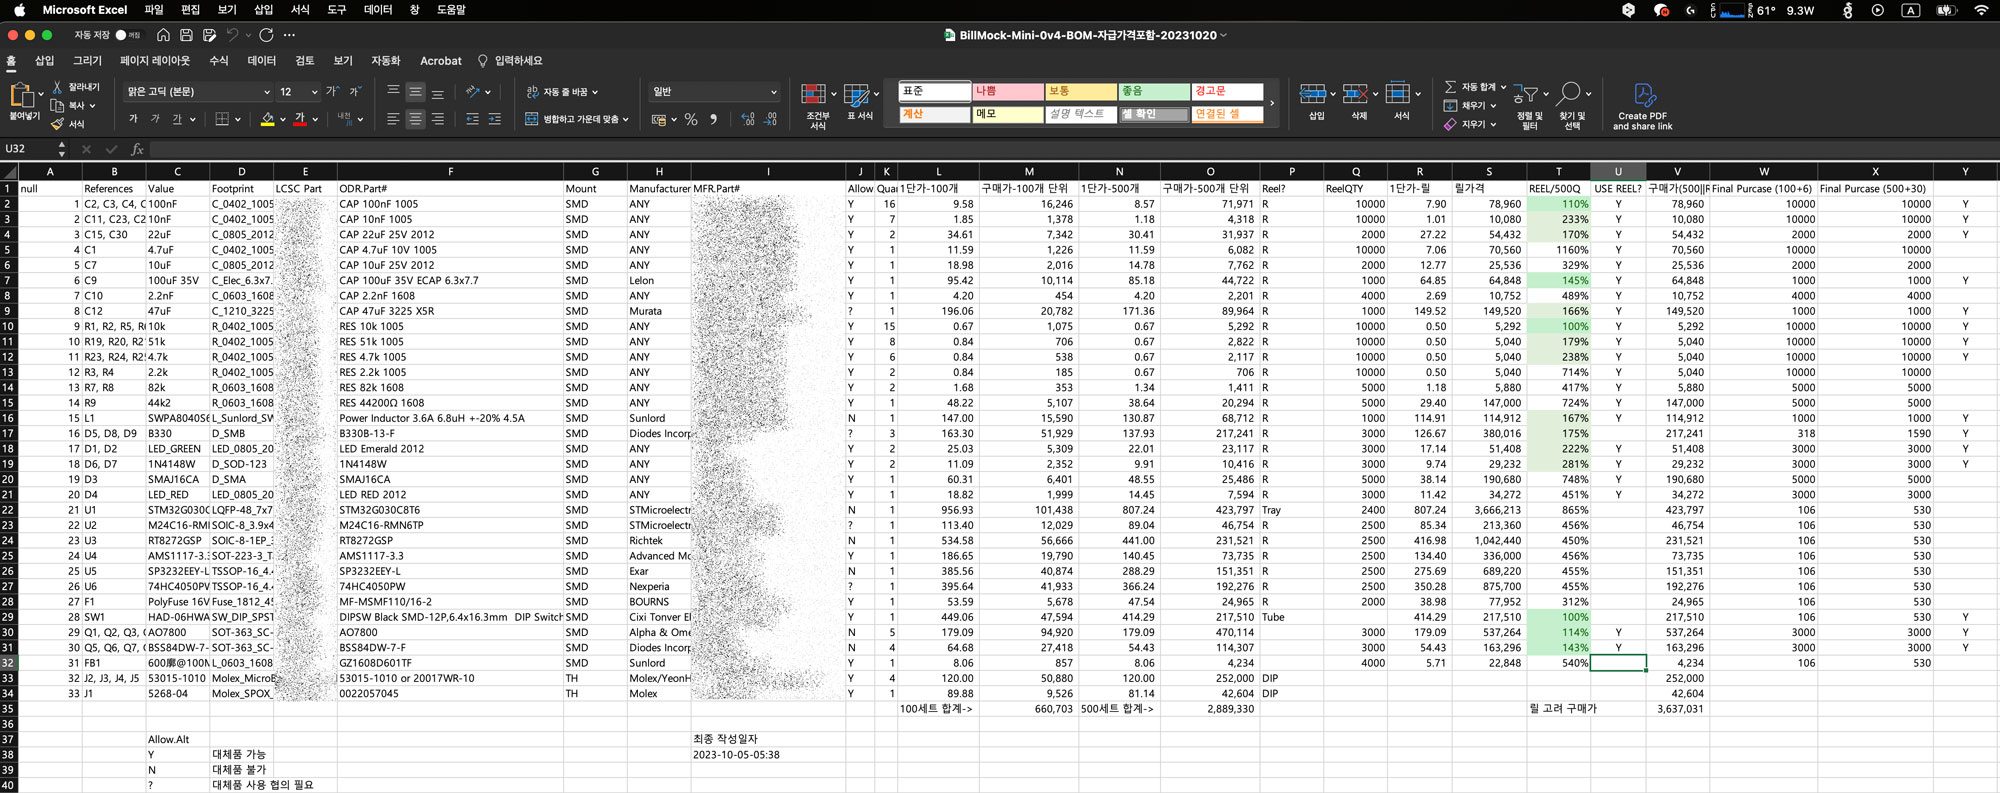 Microsoft Excel 파일 편집 보기 삽입 서식 도구 데이터 창 도움말 61° 9.3W A
자동 저장 꺼짐 BillMock-Mini-0v4-BOM-자급가격포함-20231020
홈 삽입 그리기 페이지 레이아웃 수식 데이터 검토 보기 자동화 Acrobat 입력하세요
붙여넣기 잘라내기 복사 서식 맑은 고딕 (본문) 12 가 가 가 가 가 가 내천 자동 줄 바꿈 병합하고 가운데 맞춤 일반 조건부 서식 표 서식 표준 나쁨 보통 좋음 경고문 계산 메모 설명 텍스트 셀 확인 연결된 셀 삽입 삭제 서식 자동 합계 채우기 지우기 정렬 및 필터 찾기 및 선택 Create PDF and share link
U32 fx
A B C D E F G H I J K L M N O P Q R S T U V W X Y
1 null References Value Footprint LCSC Part ODR.Part# Mount Manufacturer MFR.Part# Allow Quar 1단가-100개 구매가-100개 단위 1단가-500개 구매가-500개 단위 Reel? ReelQTY 1단가-릴 릴가격 REEL/500Q USE REEL? 구매가(500||F Final Purcase (100+6) Final Purcase (500+30)
2 1 C2, C3, C4, C 100nF C_0402_1005 CAP 100nF 1005 SMD ANY Y 16 9.58 16,246 8.57 71,971 R 10000 7.90 78,960 110% Y 78,960 10000 10000 Y
3 2 C11, C23, C2 10nF C_0402_1005 CAP 10nF 1005 SMD ANY Y 7 1.85 1,378 1.18 4,318 R 10000 1.01 10,080 233% Y 10,080 10000 10000 Y
4 3 C15, C30 22uF C_0805_2012 CAP 22uF 25V 2012 SMD ANY Y 2 34.61 7,342 30.41 31,937 R 2000 27.22 54,432 170% Y 54,432 2000 2000 Y
5 4 C1 4.7uF C_0402_1005 CAP 4.7uF 10V 1005 SMD ANY Y 1 11.59 1,226 11.59 6,082 R 10000 7.06 70,560 1160% Y 70,560 10000 10000
6 5 C7 10uF C_0805_2012 CAP 10uF 25V 2012 SMD ANY Y 1 18.98 2,016 14.78 7,762 R 2000 12.77 25,536 329% Y 25,536 2000 2000
7 6 C9 100uF 35V C_Elec_6.3x7. CAP 100uF 35V ECAP 6.3x7.7 SMD Lelon Y 1 95.42 10,114 85.18 44,722 R 1000 64.85 64,848 145% Y 64,848 1000 1000 Y
8 7 C10 2.2nF C_0603_1608 CAP 2.2nF 1608 SMD ANY Y 1 4.20 454 4.20 2,201 R 4000 2.69 10,752 489% Y 10,752 4000 4000
9 8 C12 47uF C_1210_3225 CAP 47uF 3225 X5R SMD Murata ? 1 196.06 20,782 171.36 89,964 R 1000 149.52 149,520 166% Y 149,520 1000 1000 Y
10 9 R1, R2, R5, R 10k R_0402_1005 RES 10k 1005 SMD ANY Y 15 0.67 1,075 0.67 5,292 R 10000 0.50 5,292 100% Y 5,292 10000 10000 Y
11 10 R19, R20, R21 51k R_0402_1005 RES 51k 1005 SMD ANY Y 8 0.84 706 0.67 2,822 R 10000 0.50 5,040 179% Y 5,040 10000 10000 Y
12 11 R23, R24, R2 4.7k R_0402_1005 RES 4.7k 1005 SMD ANY Y 6 0.84 538 0.67 2,117 R 10000 0.50 5,040 238% Y 5,040 10000 10000 Y
13 12 R3, R4 2.2k R_0402_1005 RES 2.2k 1005 SMD ANY Y 2 0.84 185 0.67 706 R 10000 0.50 5,040 714% Y 5,040 10000 10000
14 13 R7, R8 82k R_0603_1608 RES 82k 1608 SMD ANY Y 2 1.68 353 1.34 1,411 R 5000 1.18 5,880 417% Y 5,880 5000 5000
15 14 R9 44k2 R_0603_1608 RES 44200Ω 1608 SMD ANY Y 1 48.22 5,107 38.64 20,294 R 5000 29.40 147,000 724% Y 147,000 5000 5000
16 15 L1 SWPA8040S6 L_Sunlord_SW Power Inductor 3.6A 6.8uH +-20% 4.5A SMD Sunlord N 1 147.00 15,590 130.87 68,712 R 1000 114.91 114,912 167% Y 114,912 1000 1000 Y
17 16 D5, D8, D9 B330 D_SMB B330B-13-F SMD Diodes Incorp ? 3 163.30 51,929 137.93 217,241 R 3000 126.67 380,016 175% 217,241 318 1590 Y
18 17 D1, D2 LED_GREEN LED_0805_20 LED Emerald 2012 SMD ANY Y 2 25.03 5,309 22.01 23,117 R 3000 17.14 51,408 222% Y 51,408 3000 3000 Y
19 18 D6, D7 1N4148W D_SOD-123 1N4148W SMD ANY Y 2 11.09 2,352 9.91 10,416 R 3000 9.74 29,232 281% Y 29,232 3000 3000 Y
20 19 D3 SMAJ16CA D_SMA SMAJ16CA SMD ANY Y 1 60.31 6,401 48.55 25,486 R 5000 38.14 190,680 748% Y 190,680 5000 5000
21 20 D4 LED_RED LED_0805_20 LED RED 2012 SMD ANY Y 1 18.82 1,999 14.45 7,594 R 3000 11.42 34,272 451% Y 34,272 3000 3000
22 21 U1 STM32G030C LQFP-48_7x7 STM32G030C8T6 SMD STMicroelectr N 1 956.93 101,438 807.24 423,797 Tray 2400 807.24 3,666,213 865% 423,797 106 530
23 22 U2 M24C16-RMI SOIC-8_3.9x4 M24C16-RMN6TP SMD STMicroelectr ? 1 113.40 12,029 89.04 46,754 R 2500 85.34 213,360 456% 46,754 106 530
24 23 U3 RT8272GSP SOIC-8-1EP_3 RT8272GSP SMD Richtek N 1 534.58 56,666 441.00 231,521 R 2500 416.98 1,042,440 450% 231,521 106 530
25 24 U4 AMS1117-3.3 SOT-223-3_T AMS1117-3.3 SMD Advanced Mo Y 1 186.65 19,790 140.45 73,735 R 2500 134.40 336,000 456% 73,735 106 530
26 25 U5 SP3232EEY-L TSSOP-16_4.4 SP3232EEY-L SMD Exar N 1 385.56 40,874 288.29 151,351 R 2500 275.69 689,220 455% 151,351 106 530
27 26 U6 74HC4050PV TSSOP-16_4.4 74HC4050PW SMD Nexperia ? 1 395.64 41,933 366.24 192,276 R 2500 350.28 875,700 455% 192,276 106 530
28 27 F1 PolyFuse 16V Fuse_1812_45 MF-MSMF110/16-2 SMD BOURNS Y 1 53.59 5,678 47.54 24,965 R 2000 38.98 77,952 312% 24,965 106 530
29 28 SW1 HAD-06HWA SW_DIP_SPST DIPSW Black SMD-12P,6.4x16.3mm DIP Switch SMD Cixi Tonver El Y 1 449.06 47,594 414.29 217,510 Tube 414.29 217,510 100% 217,510 106 530 Y
30 29 Q1, Q2, Q3, ( AO7800 SOT-363_SC- AO7800 SMD Alpha & Ome N 5 179.09 94,920 179.09 470,114 3000 179.09 537,264 114% Y 537,264 3000 3000 Y
31 30 Q5, Q6, Q7, ( BSS84DW-7- SOT-363_SC- BSS84DW-7-F SMD Diodes Incorp N 4 64.68 27,418 54.43 114,307 3000 54.43 163,296 143% Y 163,296 3000 3000 Y
32 31 FB1 600廓@100N L_0603_1608 GZ1608D601TF SMD Sunlord Y 1 8.06 857 8.06 4,234 4000 5.71 22,848 540% 4,234 106 530
33 32 J2, J3, J4, J5 53015-1010 Molex_MicroB 53015-1010 or 20017WR-10 TH Molex/YeonH Y 4 120.00 50,880 120.00 252,000 DIP 252,000
34 33 J1 5268-04 Molex_SPOX_ 0022057045 TH Molex Y 1 89.88 9,526 81.14 42,604 DIP 42,604
35 100세트 합계-> 660,703 500세트 합계-> 2,889,330 릴 고려 구매가 3,637,031
36
37 Allow.Alt 최종 작성일자
38 Y 대체품 가능 2023-10-05-05:38
39 N 대체품 불가
40 ? 대체품 사용 협의 필요